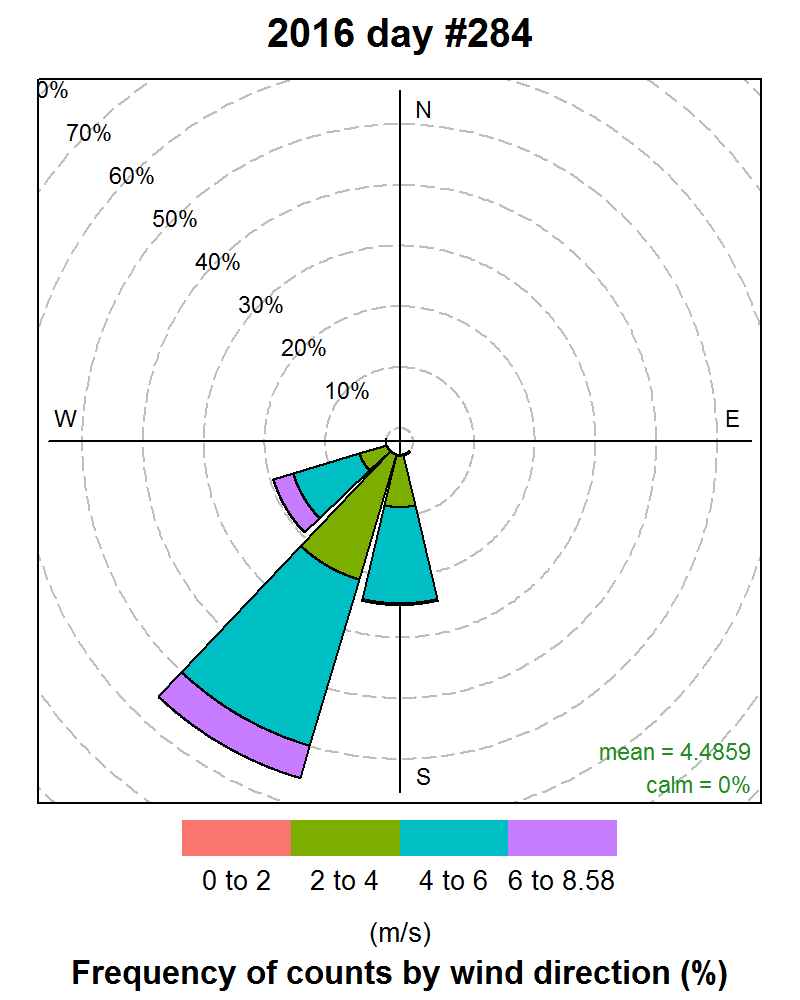 2016 day #284
0%
70%
60%
50%
40%
30%
20%
10%
N
W
E
S
mean = 4.4859
calm = 0%
0 to 2 2 to 4 4 to 6 6 to 8.58
(m/s)
Frequency of counts by wind direction (%)